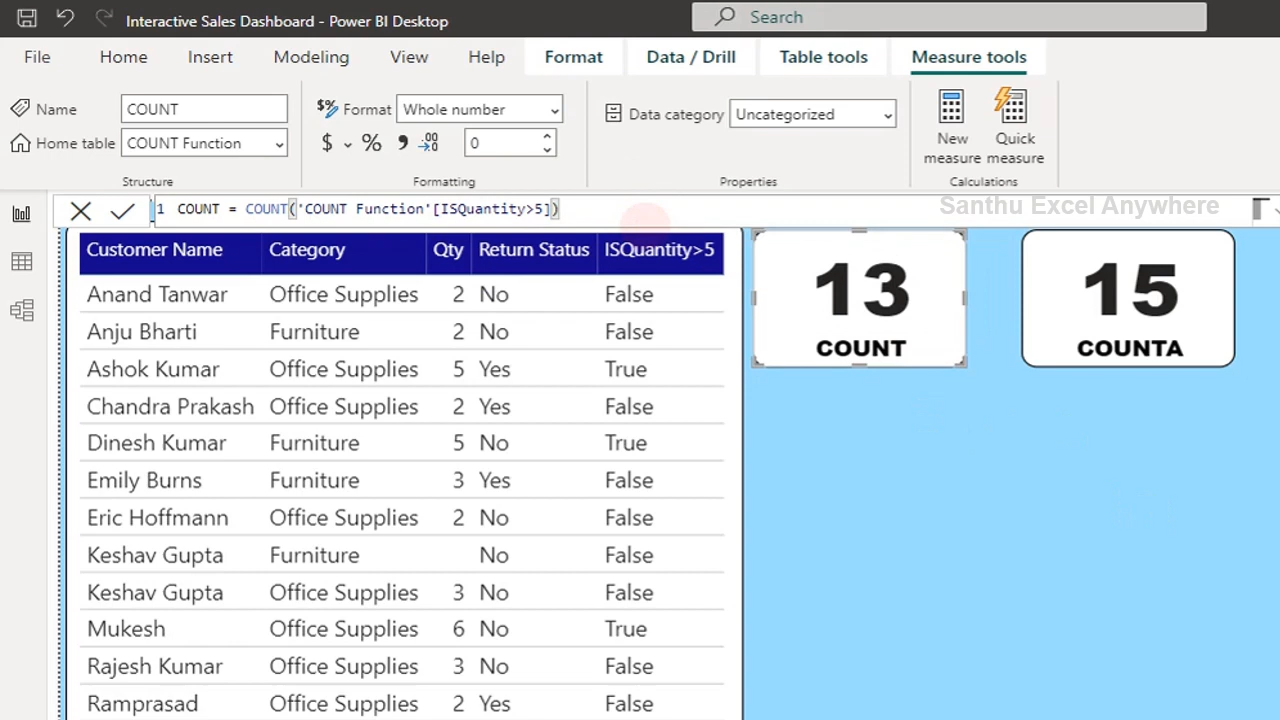 Interactive Sales Dashboard - Power BI Desktop
Search
File Home Insert Modeling View Help Format Data / Drill Table tools Measure tools
Name COUNT
Format Whole number
Data category Uncategorized
Home table COUNT Function
$ % 0
New measure
Quick measure
Structure Formatting Properties Calculations
1 COUNT = COUNT('COUNT Function'[ISQuantity>5])
Santhu Excel Anywhere
Customer Name Category Qty Return Status ISQuantity>5
Anand Tanwar Office Supplies 2 No False
Anju Bharti Furniture 2 No False
Ashok Kumar Office Supplies 5 Yes True
Chandra Prakash Office Supplies 2 Yes False
Dinesh Kumar Furniture 5 No True
Emily Burns Furniture 3 Yes False
Eric Hoffmann Office Supplies 2 No False
Keshav Gupta Furniture No False
Keshav Gupta Office Supplies 3 No False
Mukesh Office Supplies 6 No True
Rajesh Kumar Office Supplies 3 No False
Ramprasad Office Supplies 2 Yes False
13
COUNT
15
COUNTA